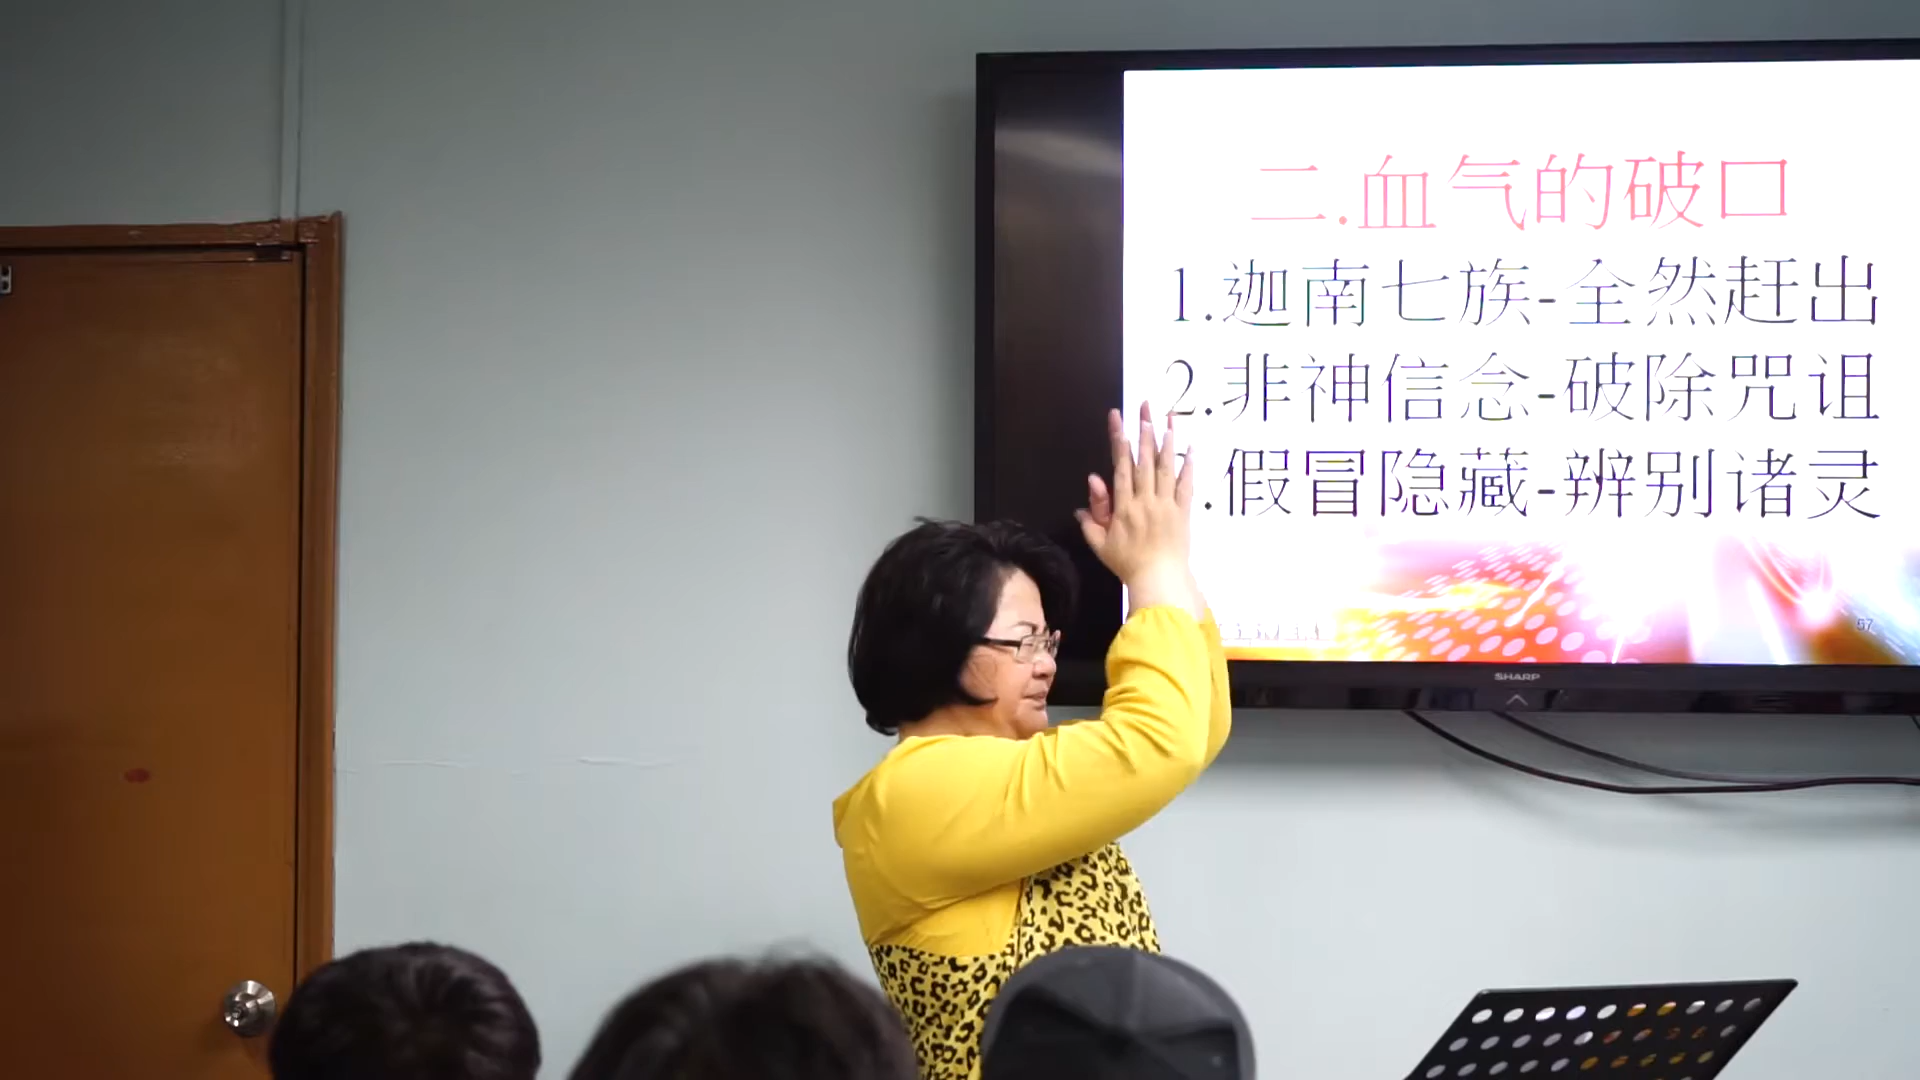 二.血气的破口
1.迦南七族-全然赶出
2.非神信念-破除咒诅
.假冒隐藏-辨别诸灵
57
SHARP